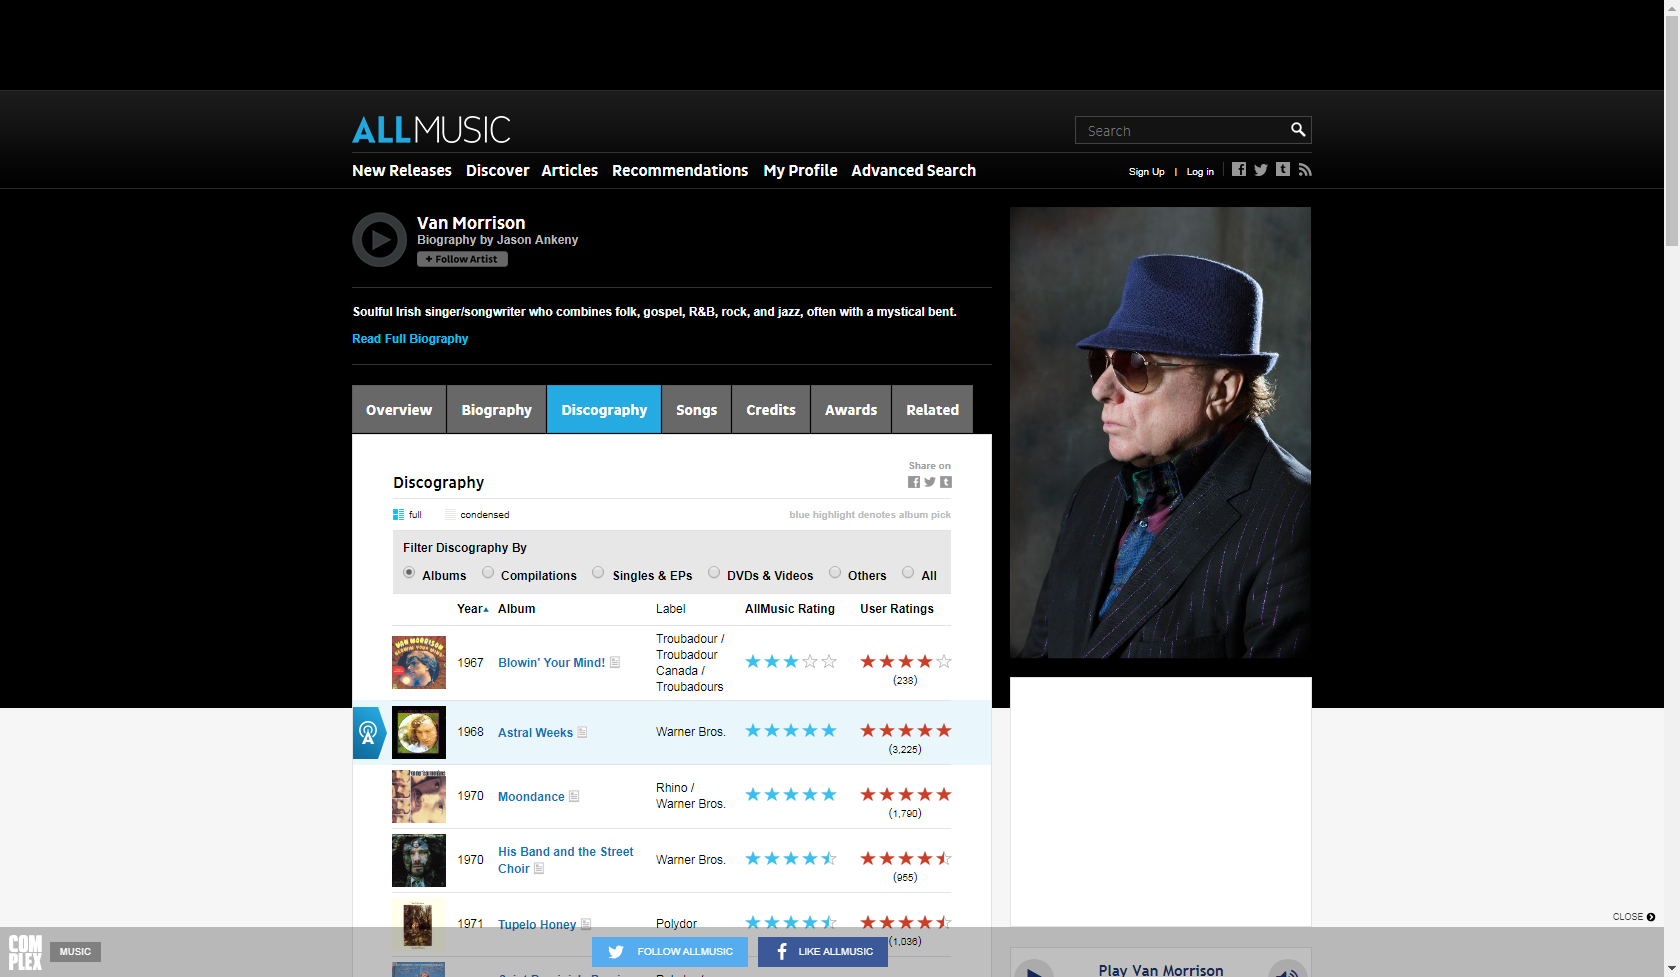 ALLMUSIC
Search
New Releases Discover Articles Recommendations My Profile Advanced Search
Sign Up | Log in
Van Morrison
Biography by Jason Ankeny
+ Follow Artist
Soulful Irish singer/songwriter who combines folk, gospel, R&B, rock, and jazz, often with a mystical bent.
Read Full Biography
Overview Biography Discography Songs Credits Awards Related
Share on
Discography
full condensed blue highlight denotes album pick
Filter Discography By
Albums Compilations Singles & EPs DVDs & Videos Others All
Year Album Label AllMusic Rating User Ratings
VAN MORRISON
BLOWIN' YOUR MIND!
1967 Blowin' Your Mind!
Troubadour /
Troubadour
Canada /
Troubadours
(238)
1968 Astral Weeks Warner Bros.
(3,225)
1970 Moondance
Rhino /
Warner Bros.
(1,790)
1970 His Band and the Street
Choir
Warner Bros.
(955)
1971 Tupelo Honey Polydor
(1,036)
CLOSE
COM
PLEX
MUSIC
FOLLOW ALLMUSIC
LIKE ALLMUSIC
Play Van Morrison